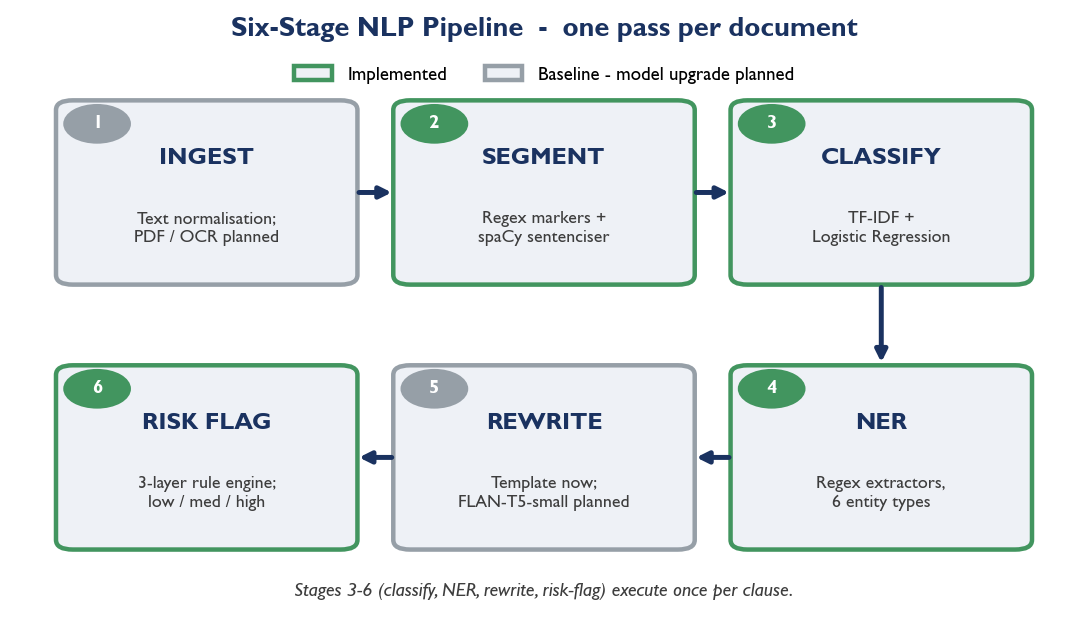 Six-Stage NLP Pipeline - one pass per document
Implemented
Baseline - model upgrade planned
1
INGEST
Text normalisation;
PDF / OCR planned
2
SEGMENT
Regex markers +
spaCy sentenciser
3
CLASSIFY
TF-IDF +
Logistic Regression
4
NER
Regex extractors,
6 entity types
5
REWRITE
Template now;
FLAN-T5-small planned
6
RISK FLAG
3-layer rule engine;
low / med / high
Stages 3-6 (classify, NER, rewrite, risk-flag) execute once per clause.